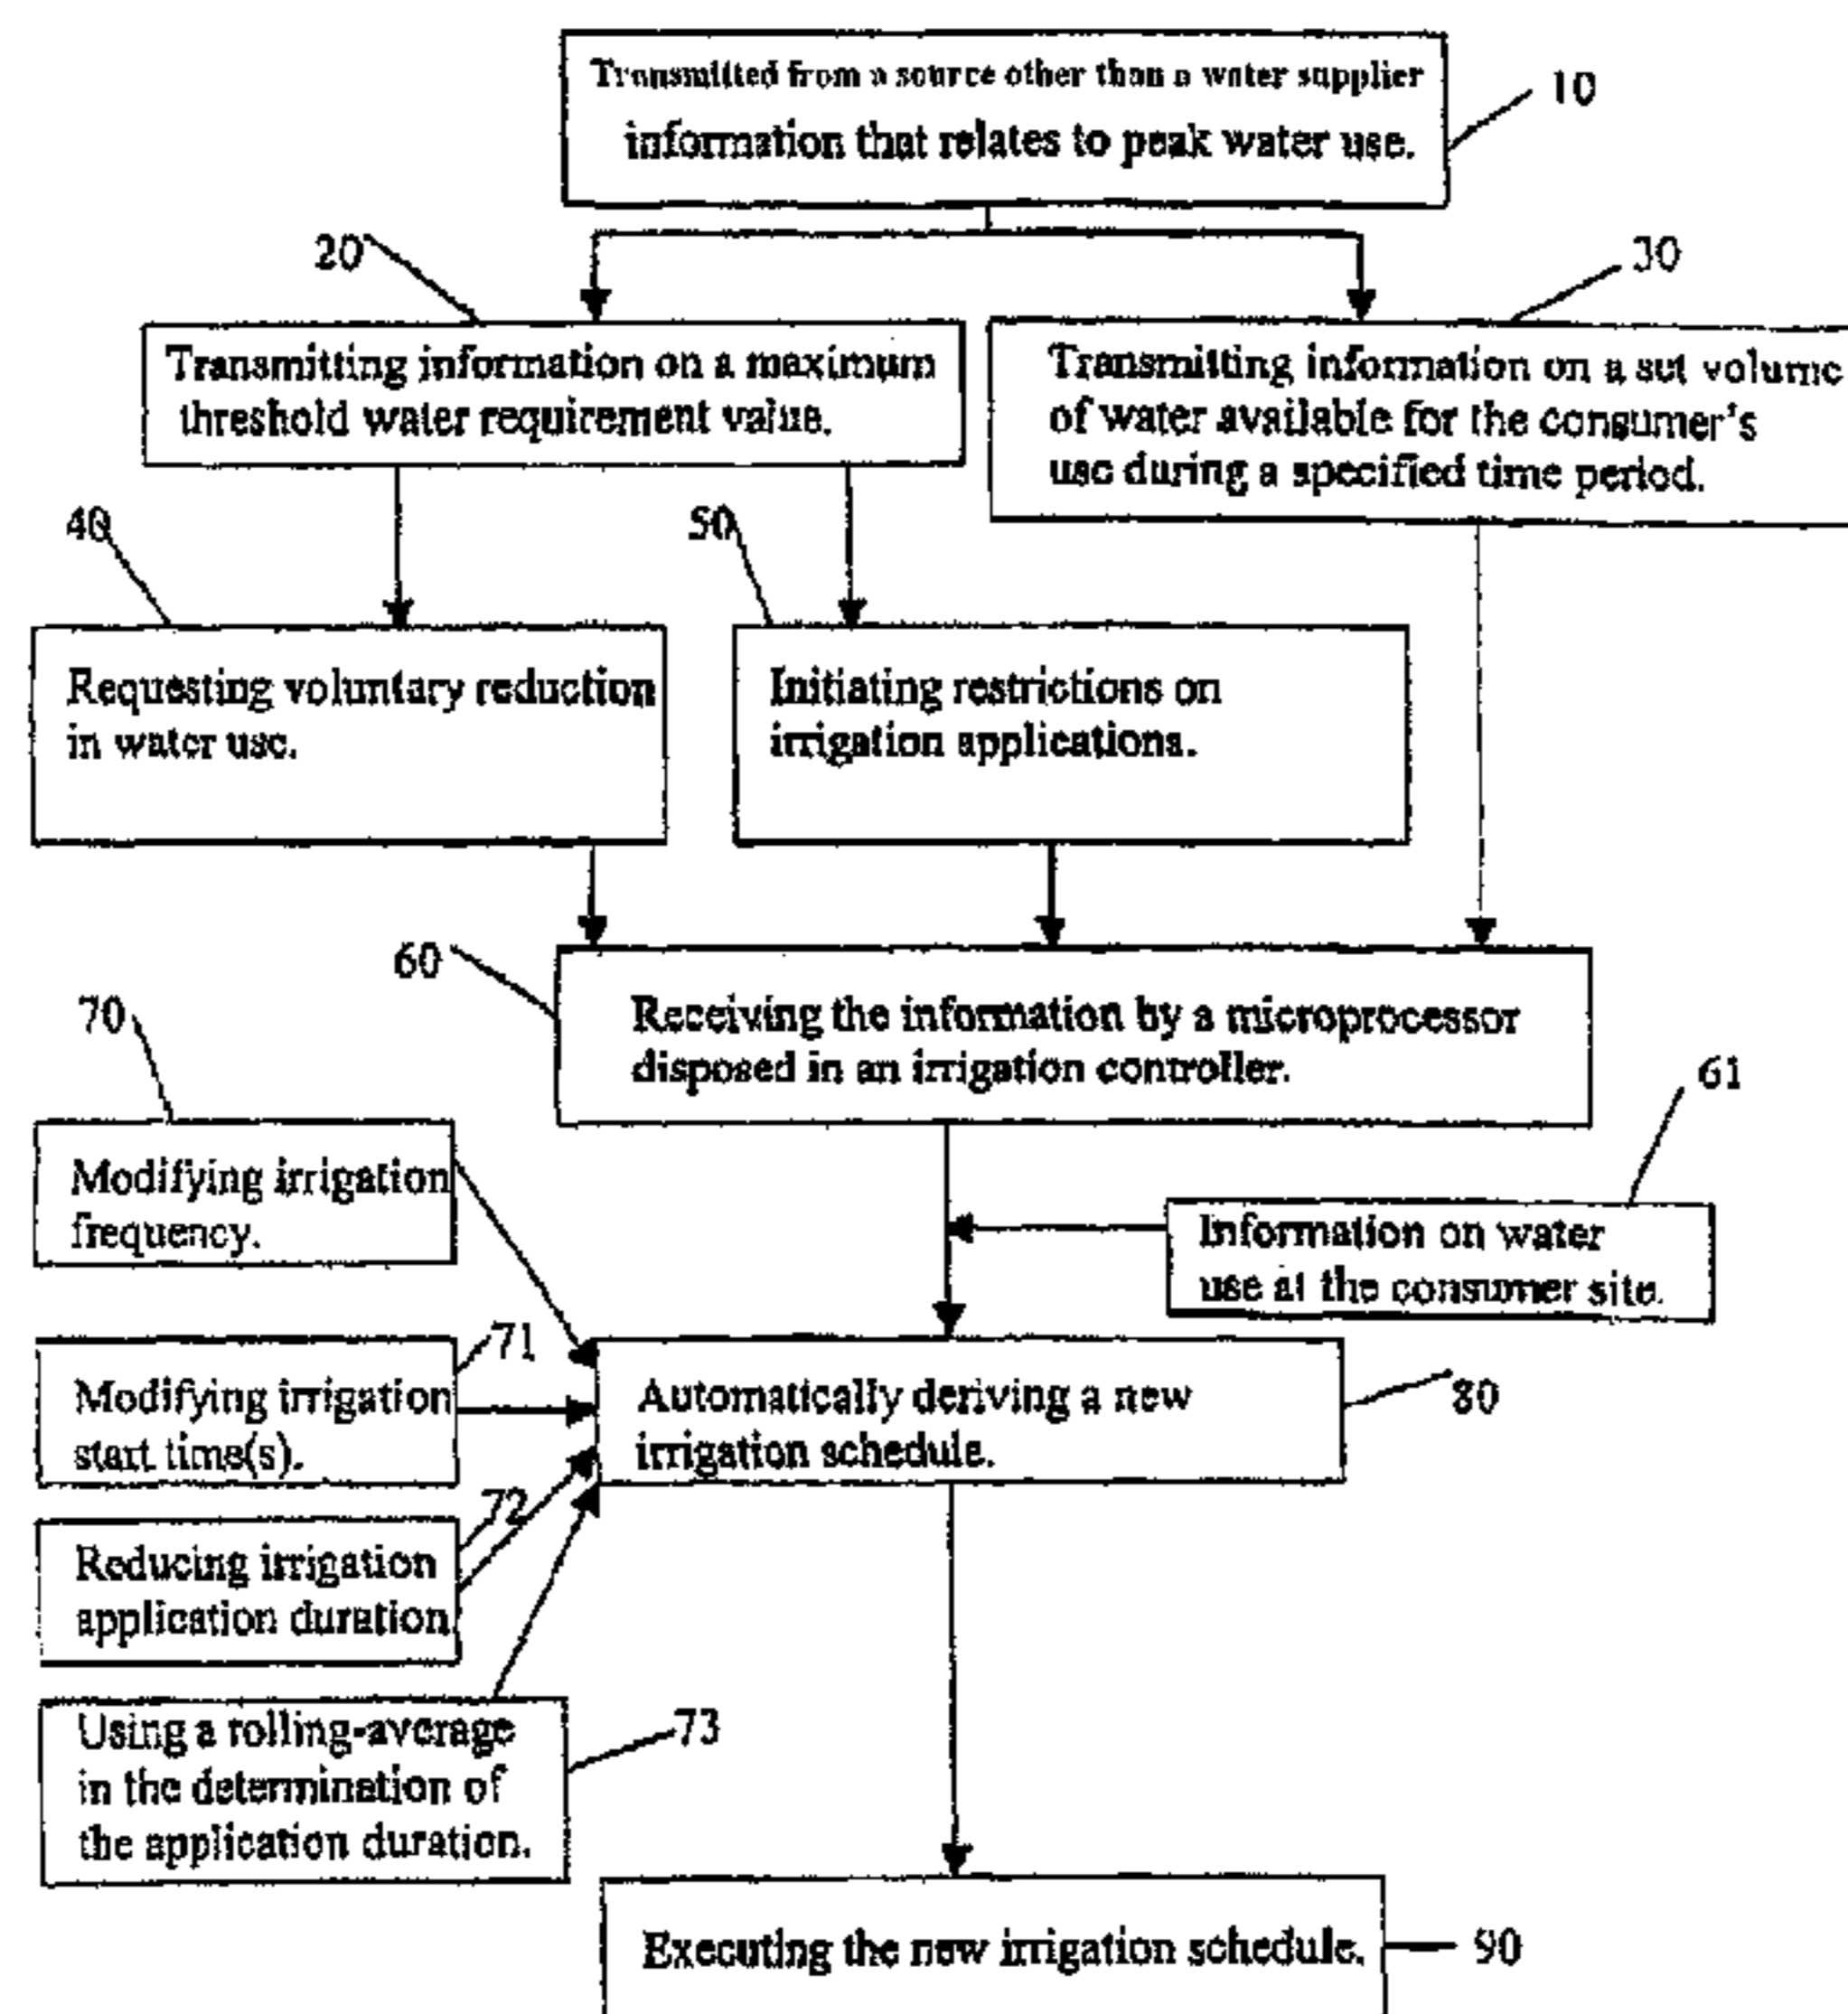 Transmitted from a source other than a water supplier
information that relates to peak water use.
10
20
30
Transmitting information on a maximum
threshold water requirement value.
Transmitting information on a set volume
of water available for the consumer's
use during a specified time period.
40
50
Requesting voluntary reduction
in water use.
Initiating restrictions on
irrigation applications.
60
Receiving the information by a microprocessor
disposed in an irrigation controller.
70
61
Modifying irrigation
frequency.
Information on water
use at the consumer site.
71
Modifying irrigation
start time(s).
Automatically deriving a new
irrigation schedule.
80
72
Reducing irrigation
application duration.
73
Using a rolling-average
in the determination of
the application duration.
Executing the new irrigation schedule.
90